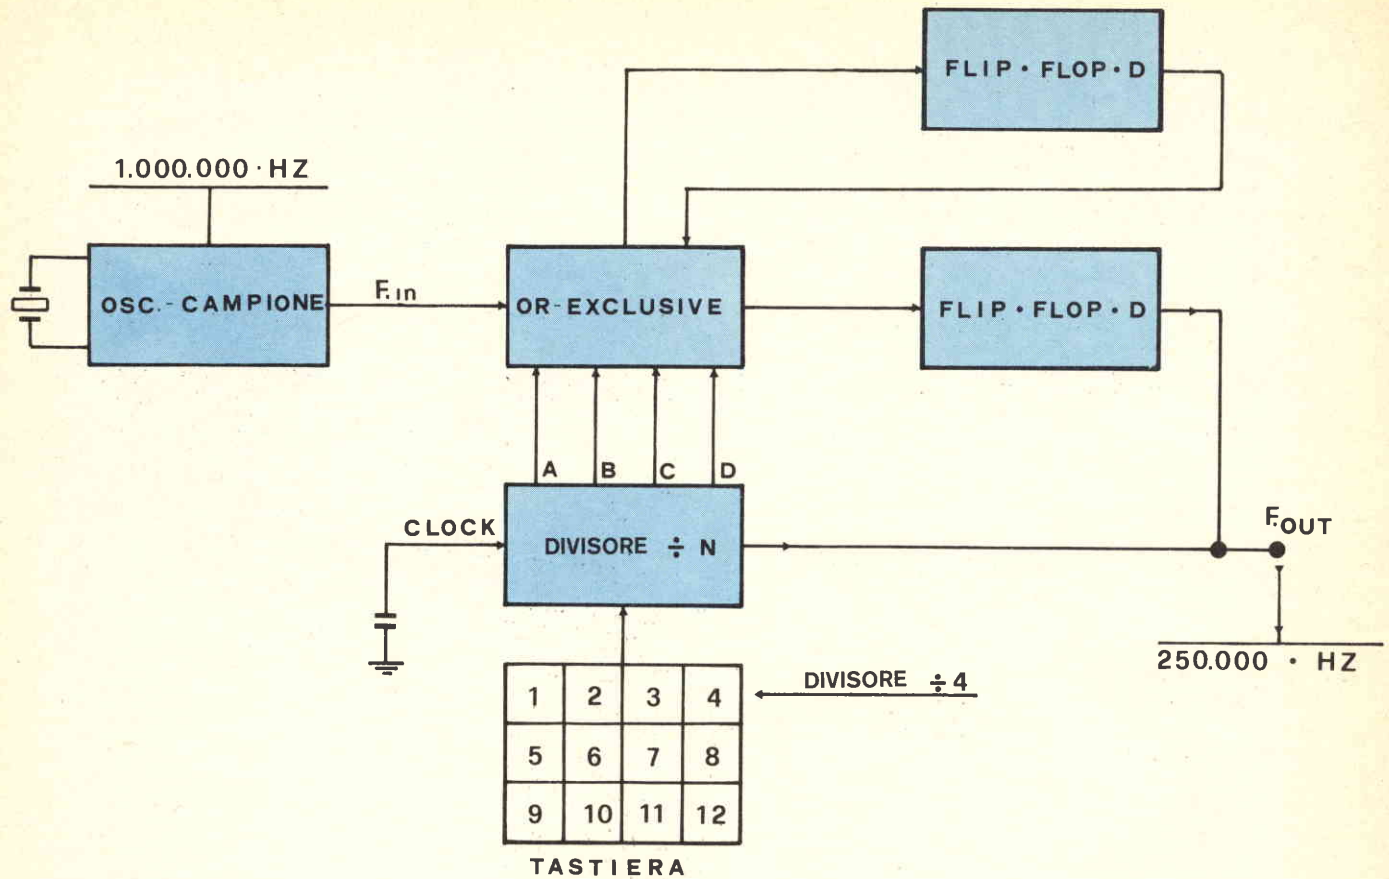 FLIP · FLOP · D
1.000.000 · HZ
OSC. - CAMPIONE
F.in
OR - EXCLUSIVE
FLIP · FLOP · D
A B C D
CLOCK
DIVISORE ÷ N
F.OUT
250.000 · HZ
1 2 3 4
DIVISORE ÷ 4
5 6 7 8
9 10 11 12
TASTIERA